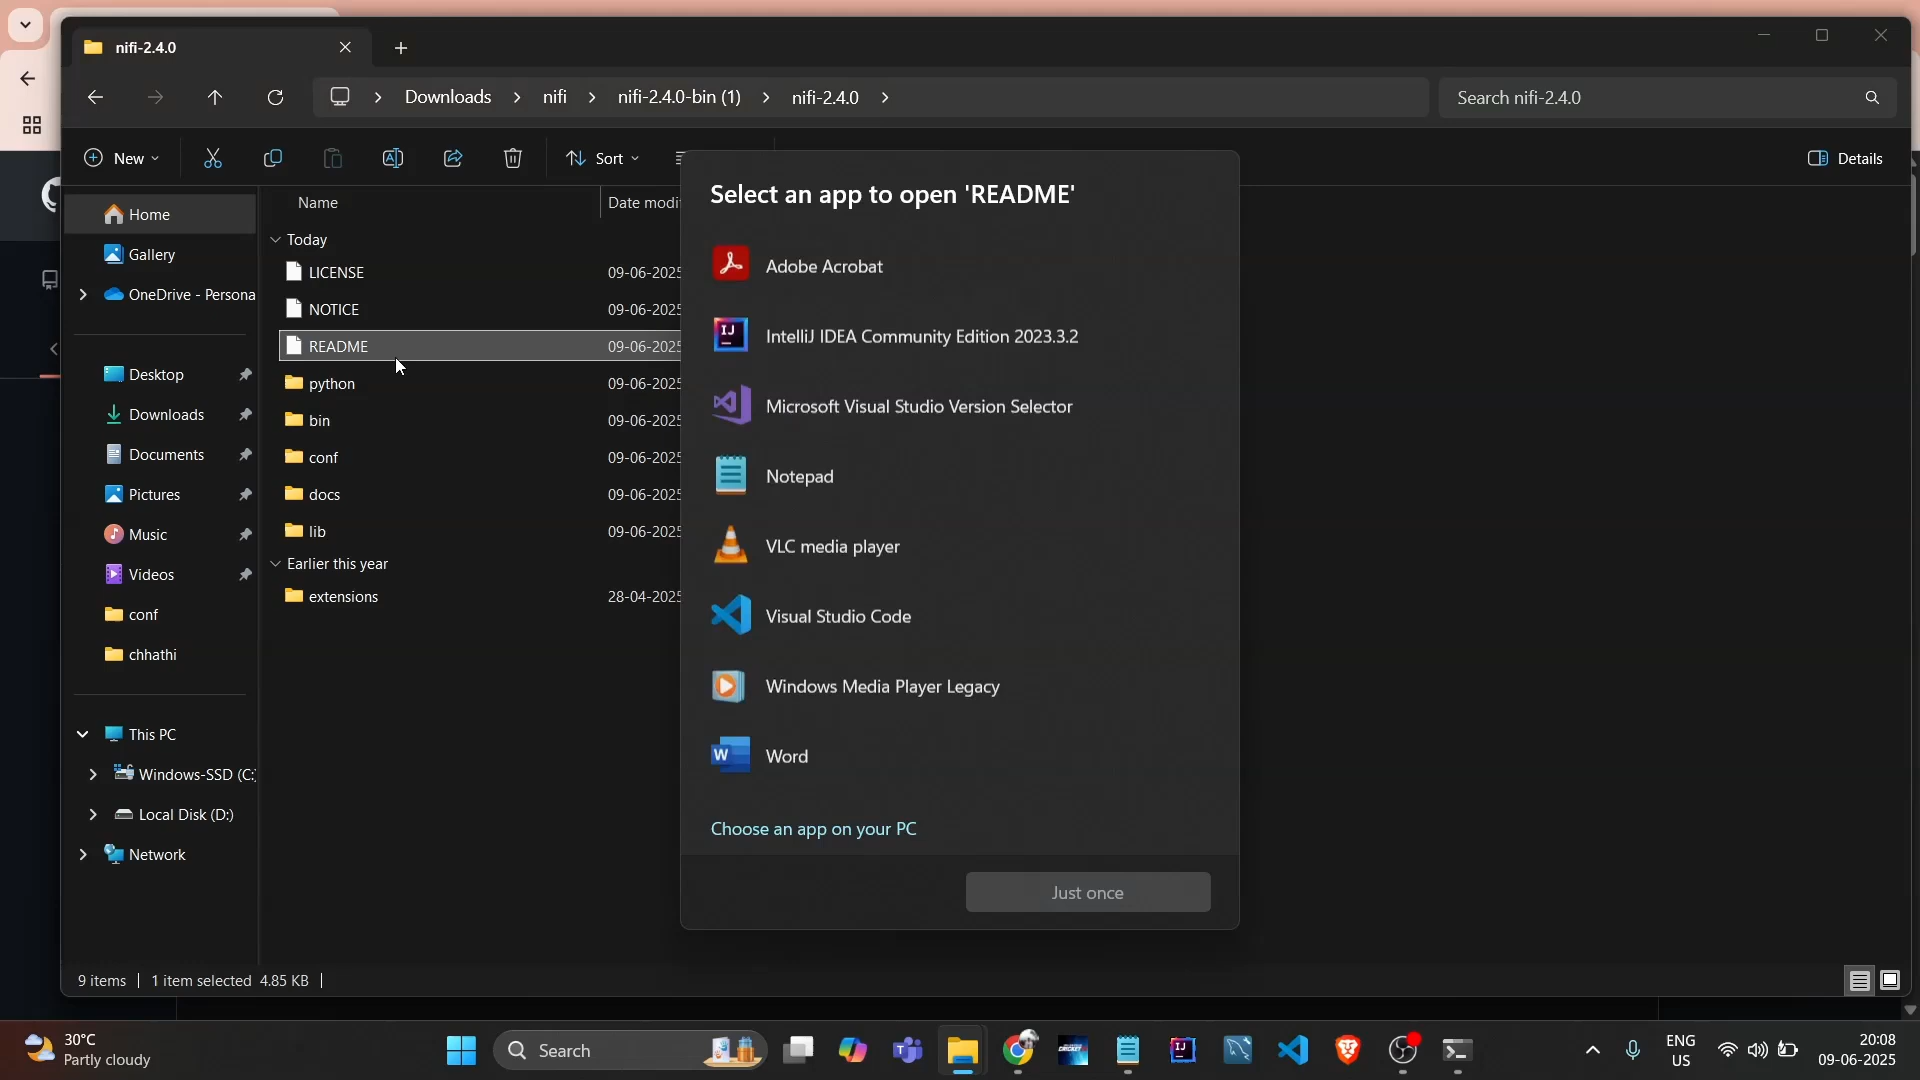 nifi-2.4.0
Downloads
nifi
nifi-2.4.0-bin (1)
nifi-2.4.0
Search nifi-2.4.0
New
Sort
Details
Name
Date modi
Home
Gallery
OneDrive - Persona
Desktop
Downloads
Documents
Pictures
Music
Videos
conf
chhathi
This PC
Windows-SSD (C:)
Local Disk (D:)
Network
Today
LICENSE 09-06-2025
NOTICE 09-06-2025
README 09-06-2025
python 09-06-2025
bin 09-06-2025
conf 09-06-2025
docs 09-06-2025
lib 09-06-2025
Earlier this year
extensions 28-04-2025
Select an app to open 'README'
Adobe Acrobat
IntelliJ IDEA Community Edition 2023.3.2
Microsoft Visual Studio Version Selector
Notepad
VLC media player
Visual Studio Code
Windows Media Player Legacy
Word
Choose an app on your PC
Just once
9 items
1 item selected 4.85 KB
30°C
Partly cloudy
Search
ENG
US
20:08
09-06-2025